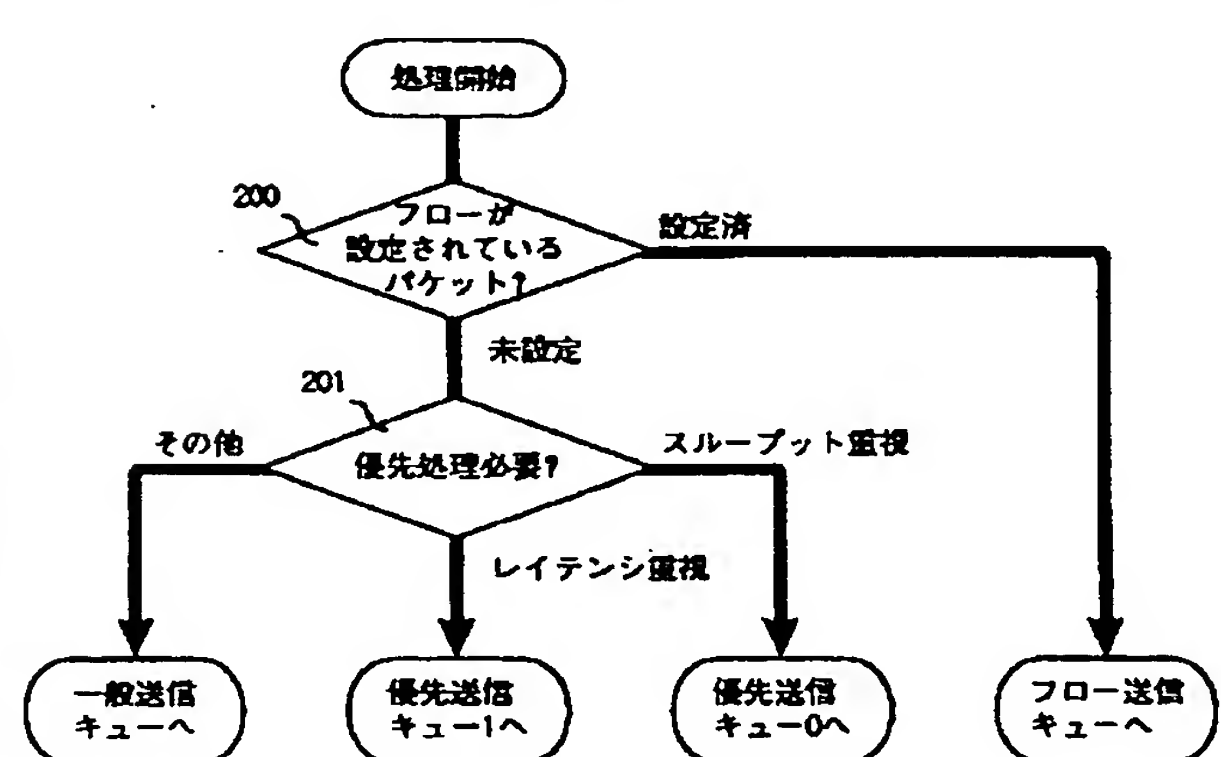 処理開始
200
フローが
設定されている
パケット?
設定済
未設定
201
その他
優先処理必要?
スループット重視
レイテンシ重視
一般送信
キューへ
優先送信
キュー1へ
優先送信
キュー0へ
フロー送信
キューへ